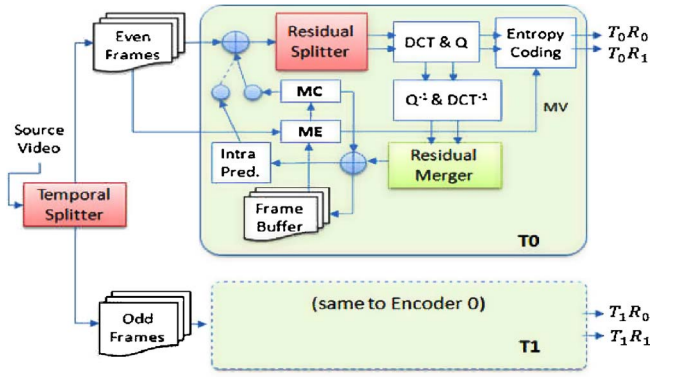 Even
Frames
Residual
Splitter
DCT & Q
Entropy
Coding
T₀R₀
T₀R₁
MC
Q⁻¹ & DCT⁻¹
MV
ME
Source
Video
Intra
Pred.
Residual
Merger
Temporal
Splitter
Frame
Buffer
T0
Odd
Frames
(same to Encoder 0)
T₁R₀
T₁R₁
T1